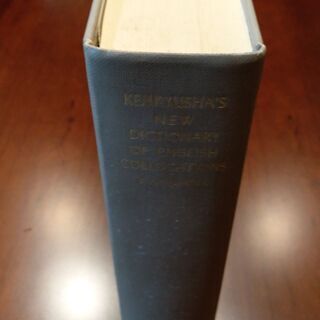 KENKYUSHA'S
NEW
DICTIONARY
OF ENGLISH
COLLOCATIONS